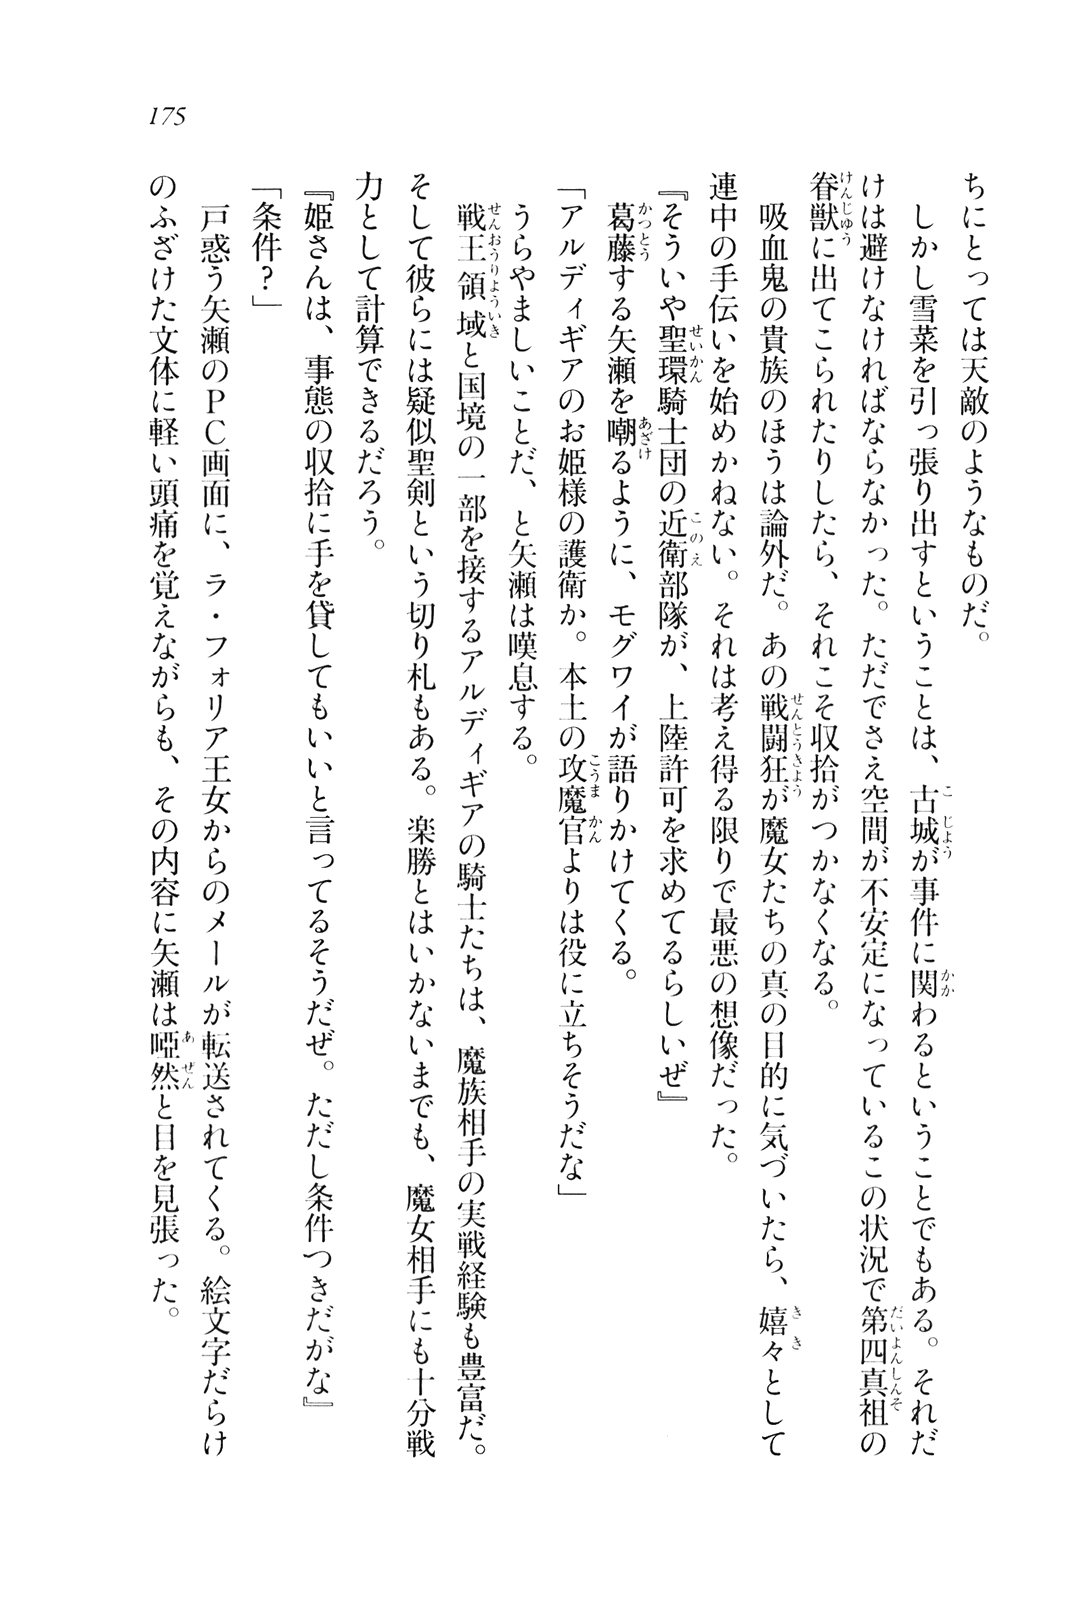 175
ちにとっては天敵のようなものだ。
しかし雪菜を引っ張り出すということは、古城が事件に関わるということでもある。それだ
けは避けなければならなかった。ただでさえ空間が不安定になっているこの状況で第四真祖の
眷獣に出てこられたりしたら、それこそ収拾がつかなくなる。
吸血鬼の貴族のほうは論外だ。あの戦闘狂が魔女たちの真の目的に気づいたら、嬉々として
連中の手伝いを始めかねない。それは考え得る限りで最悪の想像だった。
『そういや聖環騎士団の近衛部隊が、上陸許可を求めてるらしいぜ』
葛藤する矢瀬を嘲るように、モグワイが語りかけてくる。
「アルディギアのお姫様の護衛か。本土の攻魔官よりは役に立ちそうだな」
うらやましいことだ、と矢瀬は嘆息する。
戦王領域と国境の一部を接するアルディギアの騎士たちは、魔族相手の実戦経験も豊富だ。
そして彼らには疑似聖剣という切り札もある。楽勝とはいかないまでも、魔女相手にも十分戦
力として計算できるだろう。
『姫さんは、事態の収拾に手を貸してもいいと言ってるそうだぜ。ただし条件つきだがな』
「条件？」
戸惑う矢瀬のＰＣ画面に、ラ・フォリア王女からのメールが転送されてくる。絵文字だらけ
のふざけた文体に軽い頭痛を覚えながらも、その内容に矢瀬は啞然と目を見張った。